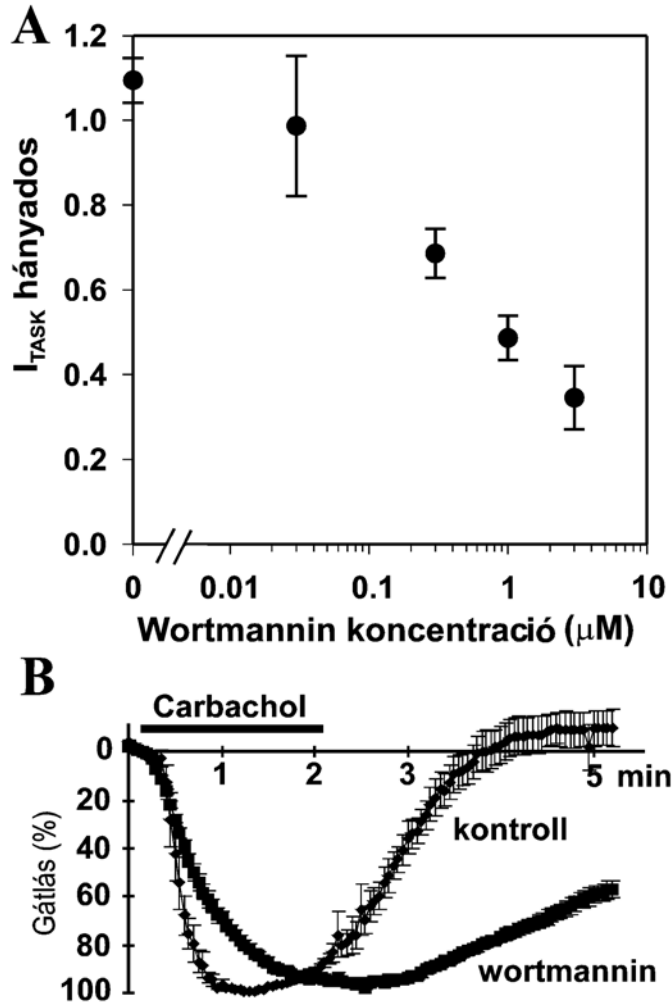 A
1.2
1.0
0.8
0.6
0.4
0.2
0.0
I_TASK hányados
0 0.01 0.1 1 10
Wortmannin koncentráció (μM)
B
Carbachol
0
20
40
60
80
100
Gátlás (%)
1 2 3 5 min
kontroll
wortmannin